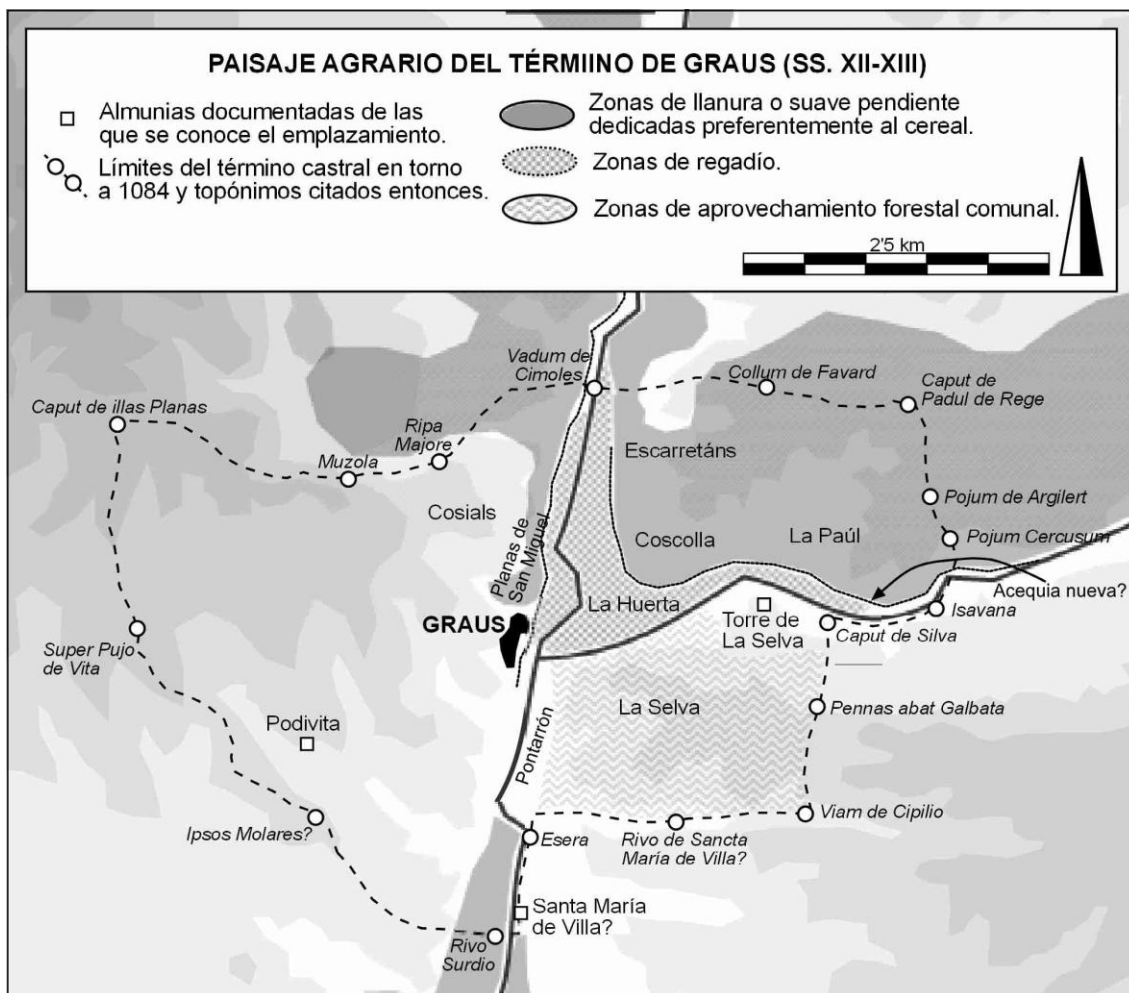 PAISAJE AGRARIO DEL TÉRMIINO DE GRAUS (SS. XII-XIII)
Almunias documentadas de las
que se conoce el emplazamiento.
Límites del término castral en torno
a 1084 y topónimos citados entonces.
Zonas de llanura o suave pendiente
dedicadas preferentemente al cereal.
Zonas de regadío.
Zonas de aprovechamiento forestal comunal.
2'5 km
Vadum de
Cimoles
Collum de Favard
Caput de
Padul de Rege
Caput de illas Planas
Ripa
Majore
Muzola
Escarretáns
Cosials
Planas de
San Miguel
Coscolla
La Paúl
Pojum de Argilert
Pojum Cercusum
Acequia nueva?
Isavana
La Huerta
Torre de
La Selva
Caput de Silva
GRAUS
Super Pujo
de Vita
Podivita
La Selva
Pennas abat Galbata
Pontarrón
Ipsos Molares?
Esera
Rivo de Sancta
María de Villa?
Viam de Cipilio
Santa María
de Villa?
Rivo
Surdio